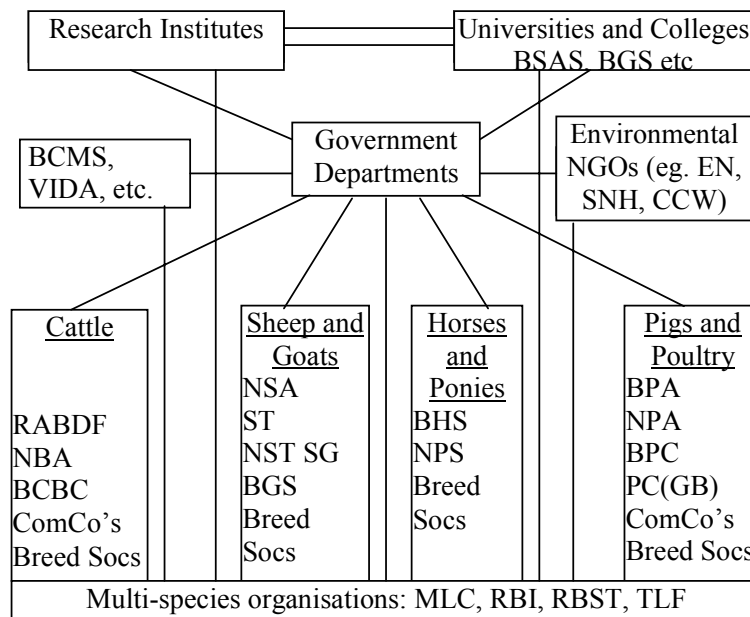 Research Institutes
Universities and Colleges
BSAS, BGS etc
Government
Departments
BCMS,
VIDA, etc.
Environmental
NGOs (eg. EN,
SNH, CCW)
Cattle
RABDF
NBA
BCBC
ComCo’s
Breed Socs
Sheep and
Goats
NSA
ST
NST SG
BGS
Breed
Socs
Horses
and
Ponies
BHS
NPS
Breed
Socs
Pigs and
Poultry
BPA
NPA
BPC
PC(GB)
ComCo’s
Breed Socs
Multi-species organisations: MLC, RBI, RBST, TLF